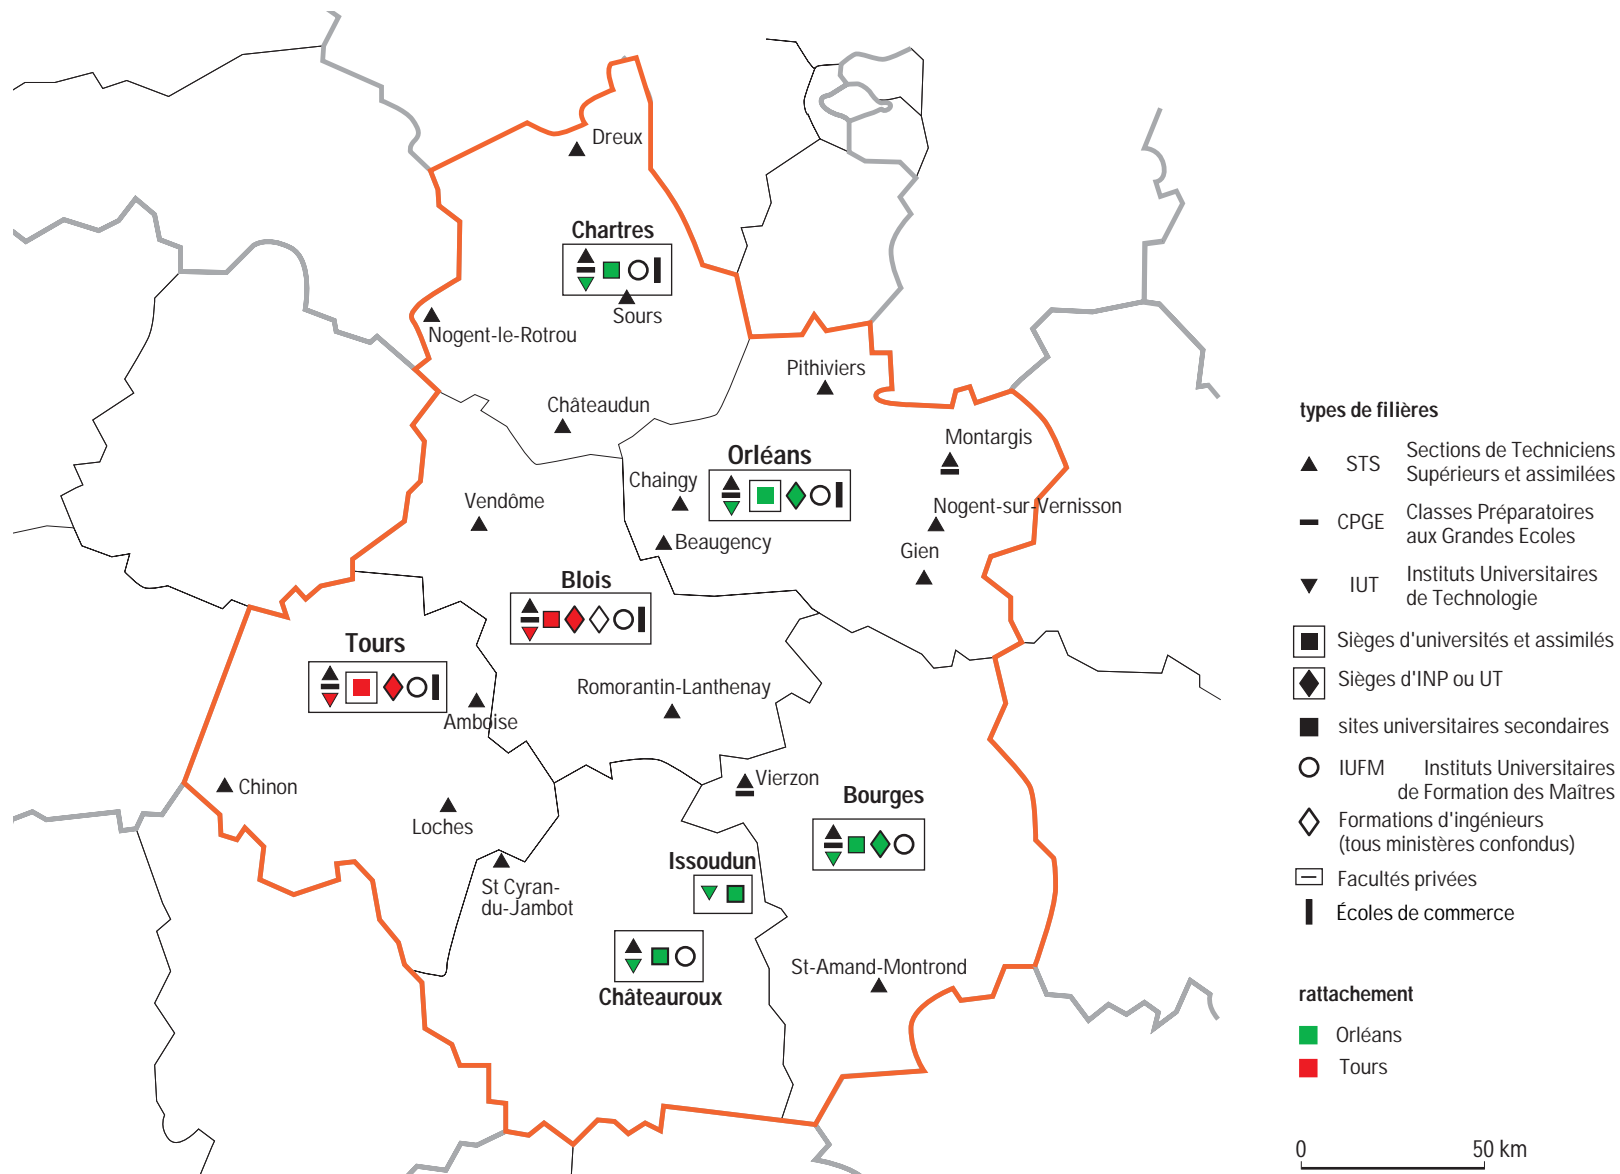 Dreux
Chartres
Sours
Nogent-le-Rotrou
Pithiviers
Châteaudun
Montargis
Orléans
Chaingy
Vendôme
Nogent-sur-Vernisson
Beaugency
Gien
Blois
Tours
Romorantin-Lanthenay
Amboise
Chinon
Vierzon
Loches
Bourges
Issoudun
St Cyran-
du-Jambot
St-Amand-Montrond
Châteauroux
types de filières
STS Sections de Techniciens
Supérieurs et assimilées
CPGE Classes Préparatoires
aux Grandes Ecoles
IUT Instituts Universitaires
de Technologie
Sièges d'universités et assimilés
Sièges d'INP ou UT
sites universitaires secondaires
IUFM Instituts Universitaires
de Formation des Maîtres
Formations d'ingénieurs
(tous ministères confondus)
Facultés privées
Écoles de commerce
rattachement
Orléans
Tours
0 50 km